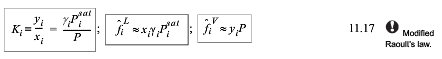 K_i ≡ y_i / x_i = γ_i P_i^sat / P ; f̂_i^L ≈ x_i γ_i P_i^sat ; f̂_i^V ≈ y_i P
11.17
Modified
Raoult's law.